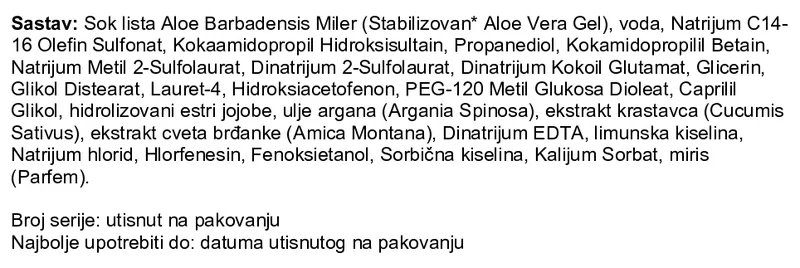 Sastav: Sok lista Aloe Barbadensis Miler (Stabilizovan* Aloe Vera Gel), voda, Natrijum C14-
16 Olefin Sulfonat, Kokaamidopropil Hidroksisultain, Propanediol, Kokamidopropilil Betain,
Natrijum Metil 2-Sulfolaurat, Dinatrijum 2-Sulfolaurat, Dinatrijum Kokoil Glutamat, Glicerin,
Glikol Distearat, Lauret-4, Hidroksiacetofenon, PEG-120 Metil Glukosa Dioleat, Caprilil
Glikol, hidrolizovani estri jojobe, ulje argana (Argania Spinosa), ekstrakt krastavca (Cucumis
Sativus), ekstrakt cveta brđanke (Amica Montana), Dinatrijum EDTA, limunska kiselina,
Natrijum hlorid, Hlorfenesin, Fenoksietanol, Sorbična kiselina, Kalijum Sorbat, miris
(Parfem).
Broj serije: utisnut na pakovanju
Najbolje upotrebiti do: datuma utisnutog na pakovanju